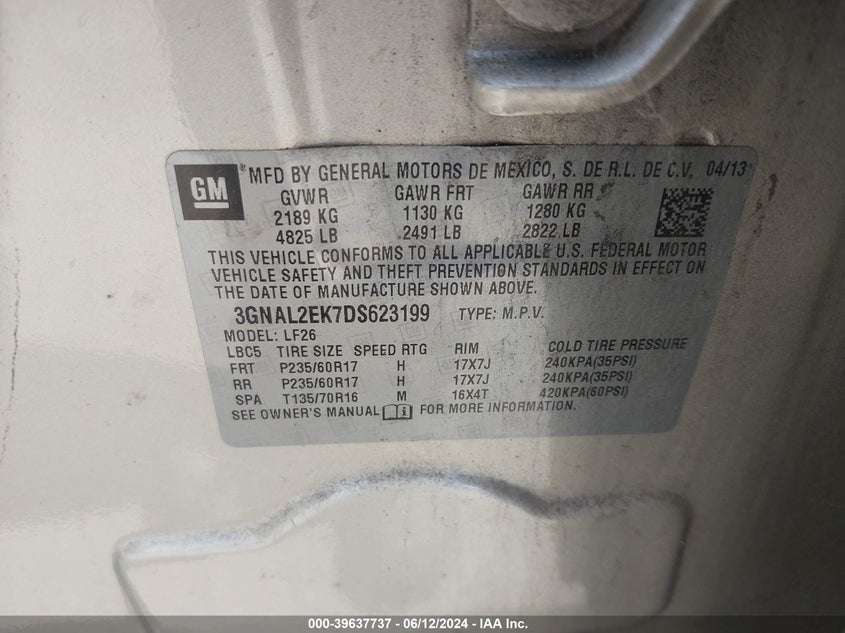 GM
® MFD BY GENERAL MOTORS DE MEXICO, S. DE R.L. DE C.V. 04/13
GVWR GAWR FRT GAWR RR
2189 KG 1130 KG 1280 KG
4825 LB 2491 LB 2822 LB
THIS VEHICLE CONFORMS TO ALL APPLICABLE U.S. FEDERAL MOTOR
VEHICLE SAFETY AND THEFT PREVENTION STANDARDS IN EFFECT ON
THE DATE OF MANUFACTURE SHOWN ABOVE.
3GNAL2EK7DS623199 TYPE: M.P.V.
MODEL: LF26
LBC5 TIRE SIZE SPEED RTG RIM COLD TIRE PRESSURE
FRT P235/60R17 H 17X7J 240KPA(35PSI)
RR P235/60R17 H 17X7J 240KPA(35PSI)
SPA T135/70R16 M 16X4T 420KPA(60PSI)
SEE OWNER'S MANUAL FOR MORE INFORMATION.
000-39637737 - 06/12/2024 - IAA Inc.